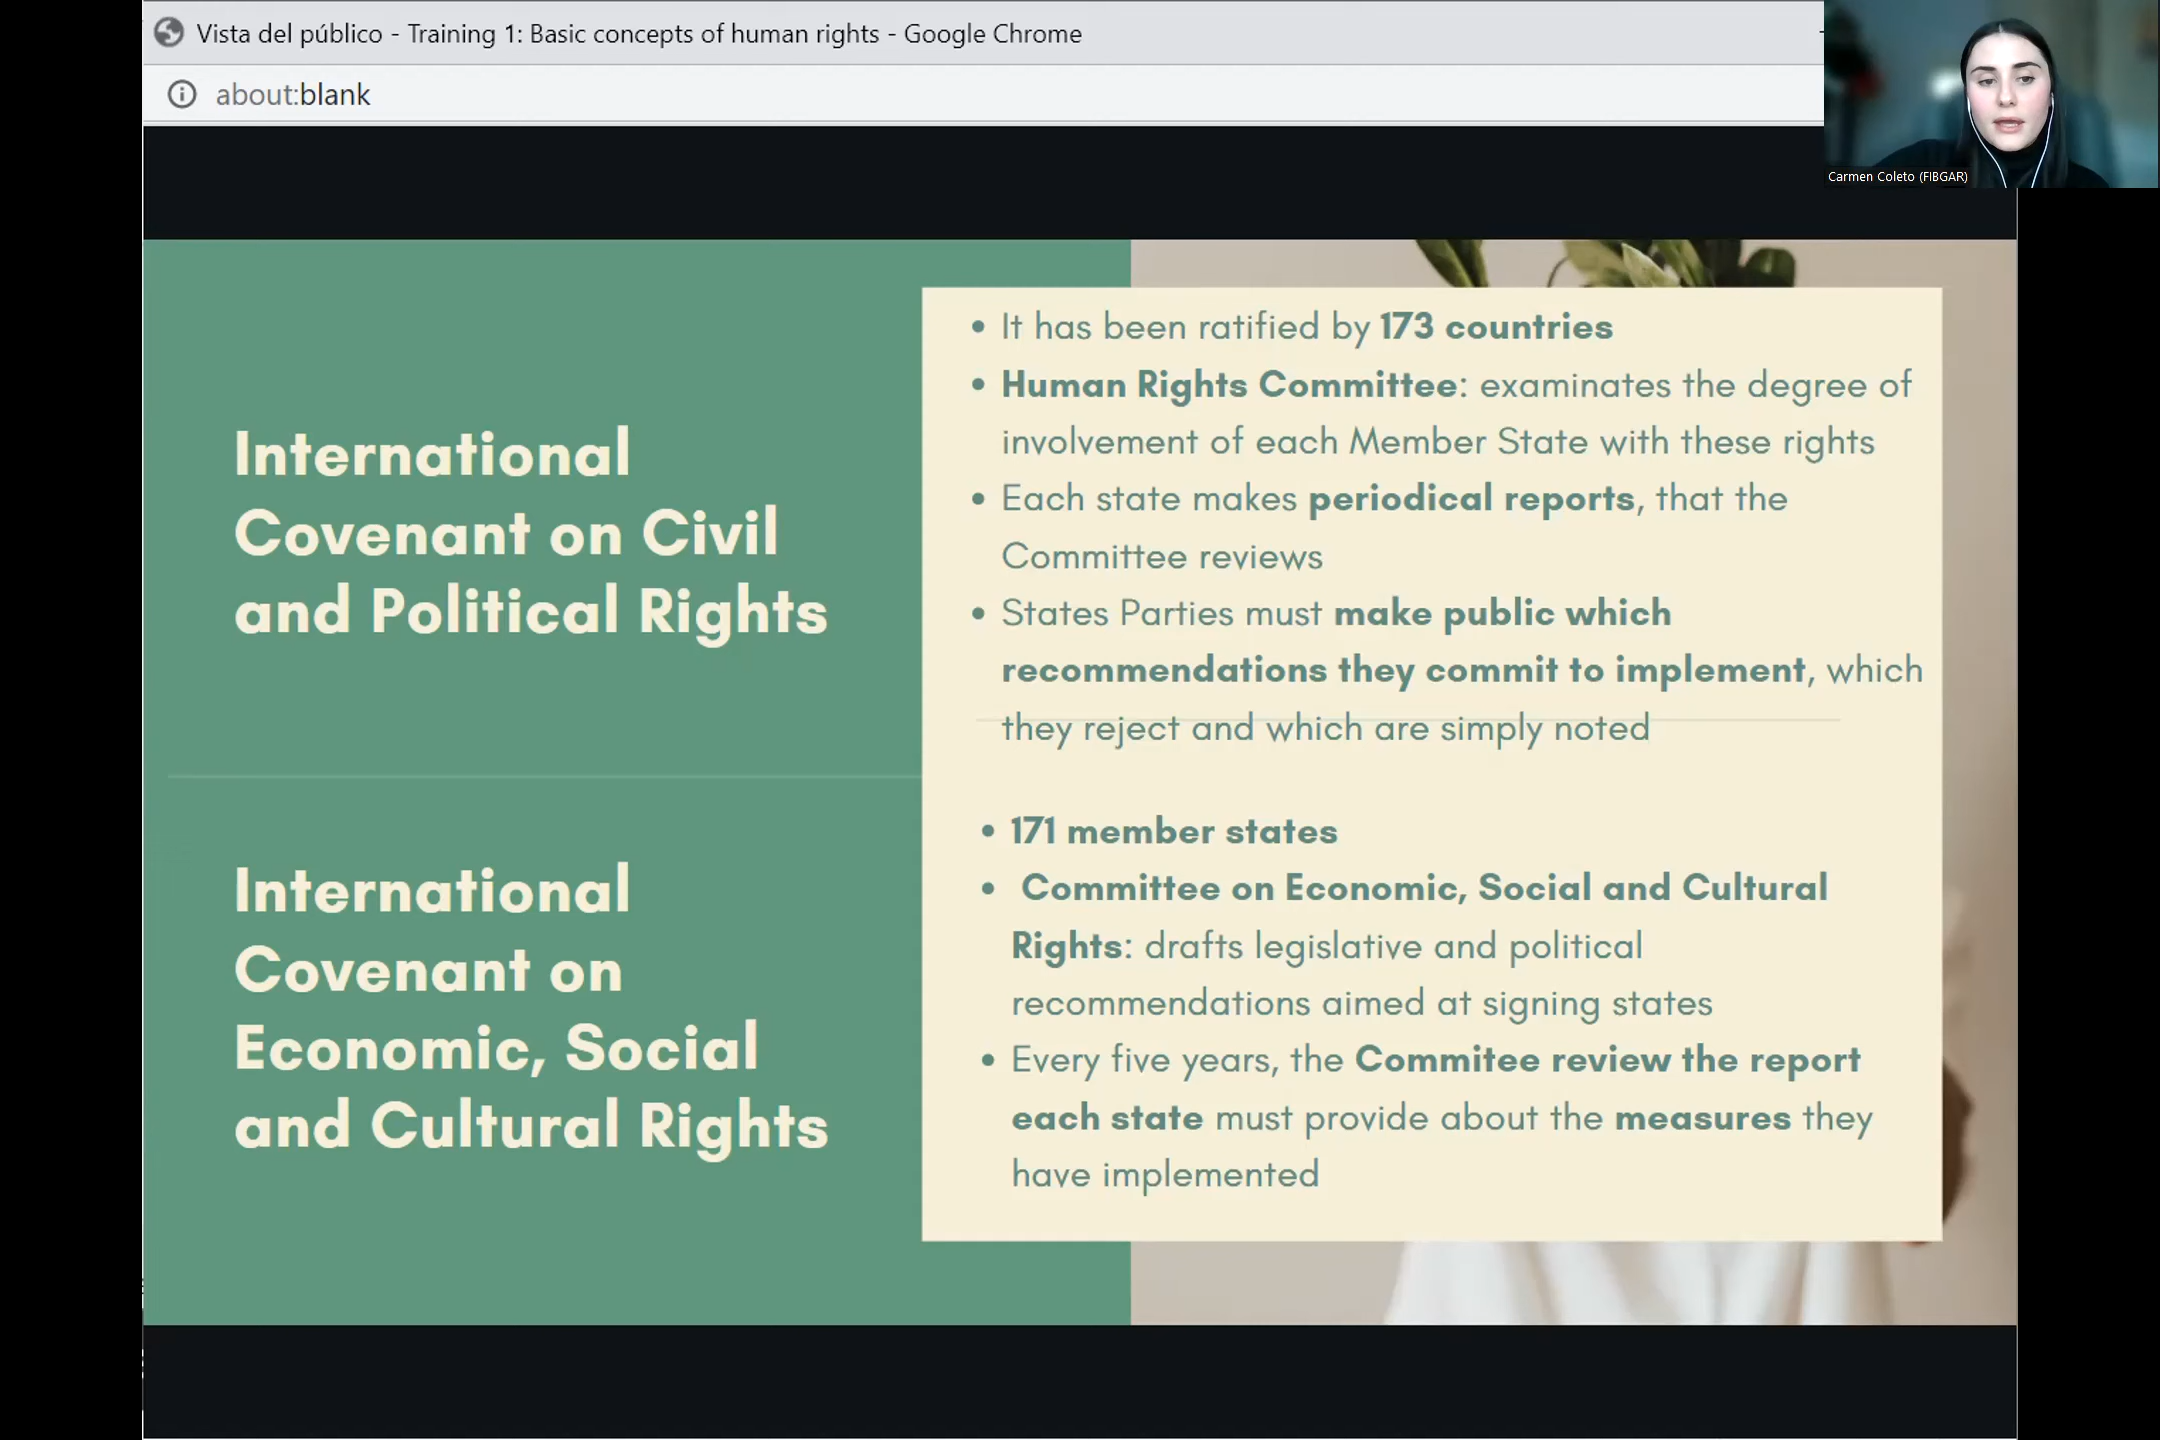 Vista del público - Training 1: Basic concepts of human rights - Google Chrome
about:blank
Carmen Coleto (FIBGAR)
International
Covenant on Civil
and Political Rights
• It has been ratified by 173 countries
• Human Rights Committee: examinates the degree of
involvement of each Member State with these rights
• Each state makes periodical reports, that the
Committee reviews
• States Parties must make public which
recommendations they commit to implement, which
they reject and which are simply noted
International
Covenant on
Economic, Social
and Cultural Rights
• 171 member states
• Committee on Economic, Social and Cultural
Rights: drafts legislative and political
recommendations aimed at signing states
• Every five years, the Commitee review the report
each state must provide about the measures they
have implemented